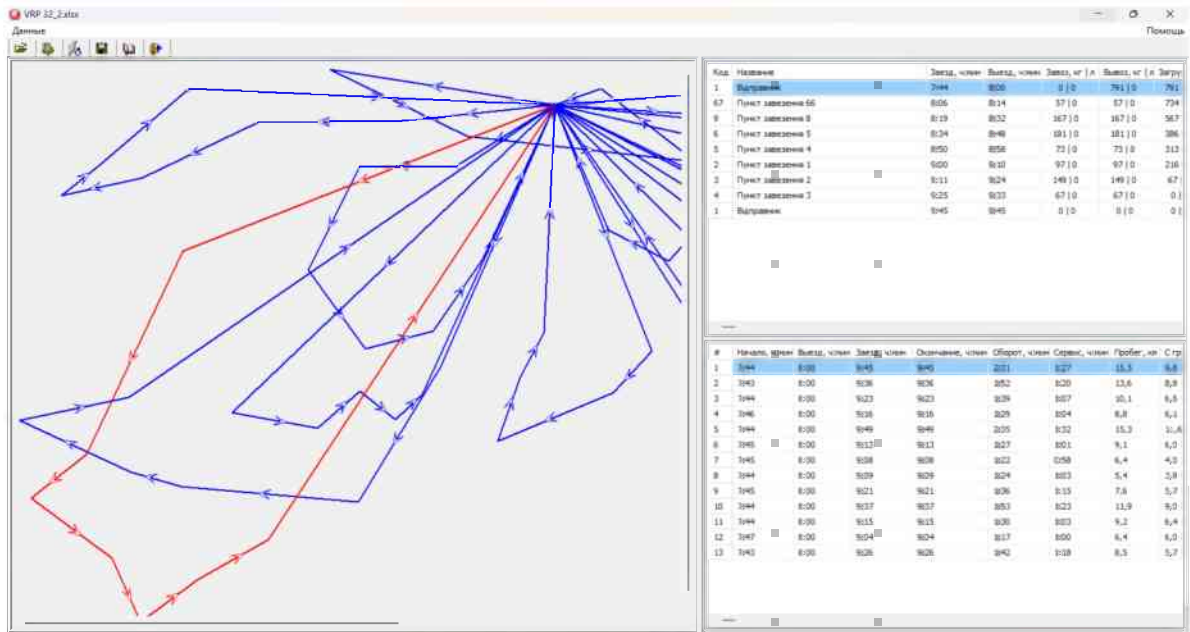 VRP 32_2.xlsx
Данные Помощь
Код Название Заезд, ч:мин Выезд, ч:мин Завоз, кг | л Вывоз, кг | л Загру
1 Відправник 7:44 8:00 0 | 0 791 | 0 791
67 Пункт завезення 66 8:06 8:14 57 | 0 57 | 0 734
9 Пункт завезення 8 8:19 8:32 167 | 0 167 | 0 567
6 Пункт завезення 5 8:34 8:48 181 | 0 181 | 0 386
5 Пункт завезення 4 8:50 8:58 73 | 0 73 | 0 313
2 Пункт завезення 1 9:00 9:10 97 | 0 97 | 0 216
3 Пункт завезення 2 9:11 9:24 149 | 0 149 | 0 67 |
4 Пункт завезення 3 9:25 9:33 67 | 0 67 | 0 0 |
1 Відправник 9:45 9:45 0 | 0 0 | 0 0 |
# Начало, ч:мин Выезд, ч:мин Заезд, ч:мин Окончание, ч:мин Оборот, ч:мин Сервис, ч:мин Пробег, км С гр
1 7:44 8:00 9:45 9:45 2:01 1:27 15,5 6,8
2 7:43 8:00 9:36 9:36 1:52 1:20 13,6 8,8
3 7:44 8:00 9:23 9:23 1:39 1:07 10,1 6,5
4 7:46 8:00 9:16 9:16 1:29 1:04 8,8 6,1
5 7:44 8:00 9:49 9:49 2:05 1:32 15,3
6 7:45 8:00 9:13 9:13 1:27 1:01 9,1 6,0
7 7:45 8:00 9:08 9:08 1:22 0:58 6,4 4,0
8 7:44 8:00 9:09 9:09 1:24 1:03 5,4 3,8
9 7:45 8:00 9:21 9:21 1:36 1:15 7,6 5,7
10 7:44 8:00 9:37 9:37 1:53 1:23 11,9 9,0
11 7:44 8:00 9:15 9:15 1:30 1:03 9,2 6,4
12 7:47 8:00 9:04 9:04 1:17 1:00 6,4 6,0
13 7:43 8:00 9:26 9:26 1:42 1:18 8,5 5,7